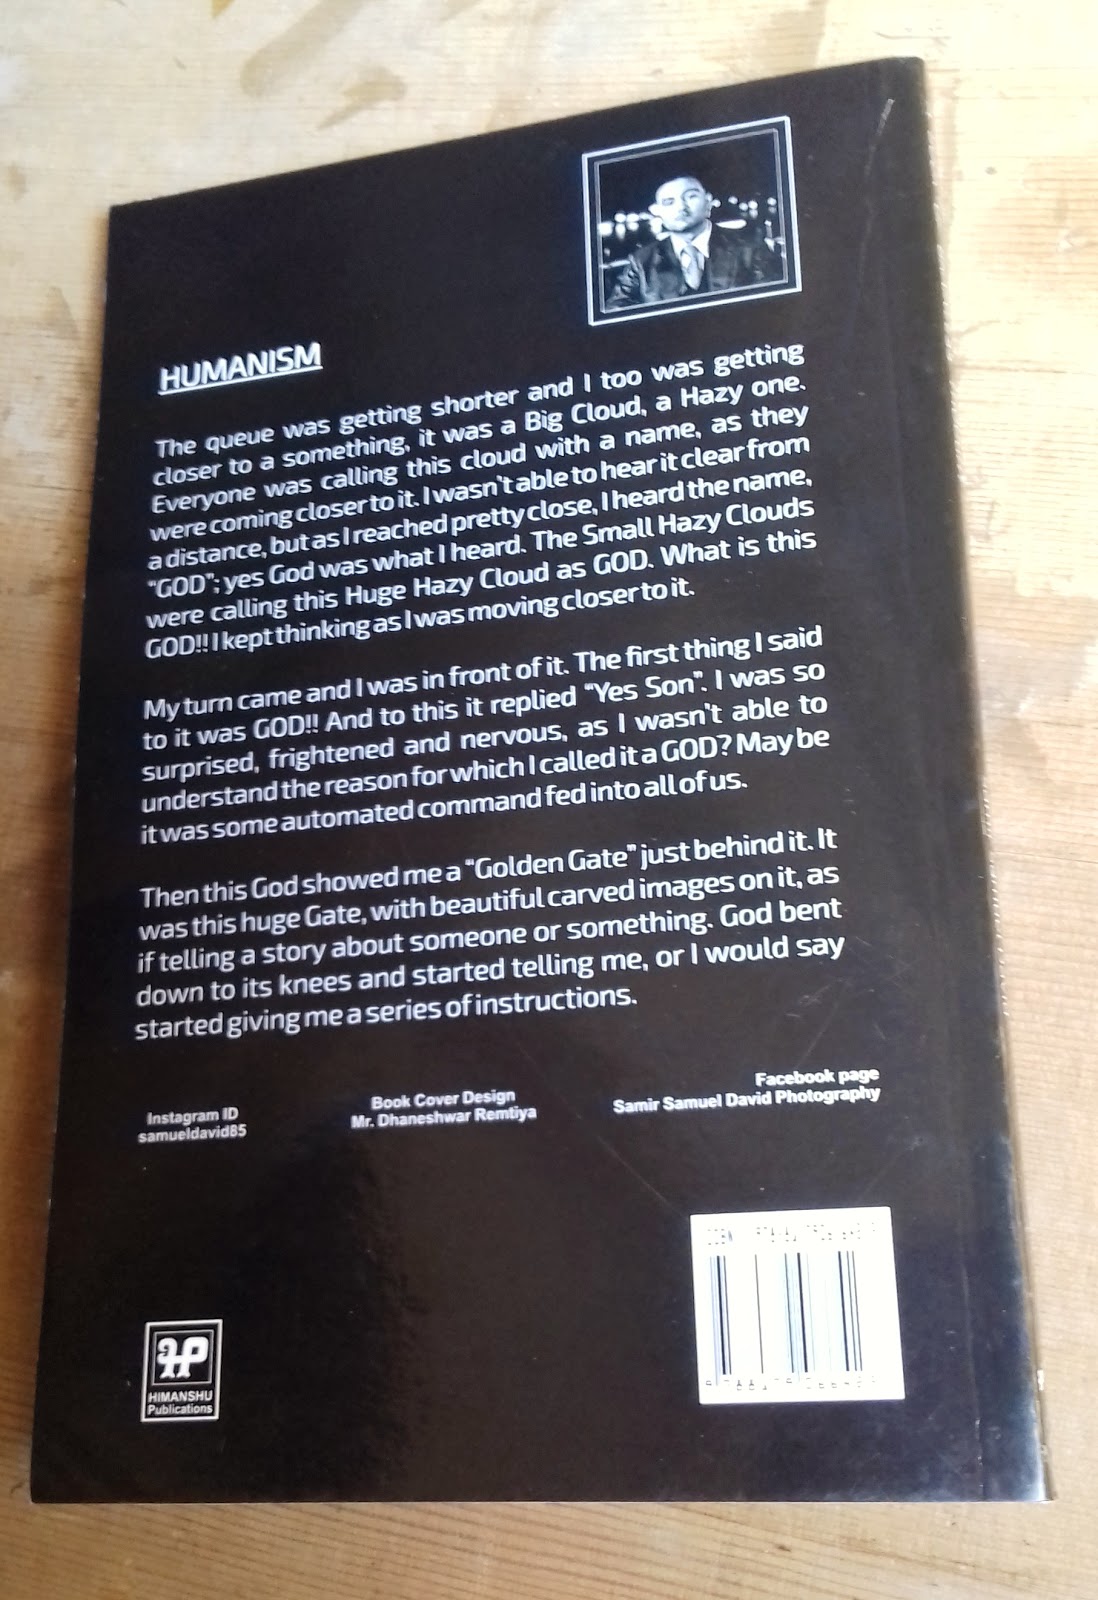 HUMANISM
The queue was getting shorter and I too was getting
closer to a something, it was a Big Cloud, a Hazy one.
Everyone was calling this cloud with a name, as they
were coming closer to it. I wasn't able to hear it clear from
a distance, but as I reached pretty close, I heard the name,
"GOD"; yes God was what I heard. The Small Hazy Clouds
were calling this Huge Hazy Cloud as GOD. What is this
GOD!! I kept thinking as I was moving closer to it.
My turn came and I was in front of it. The first thing I said
to it was GOD!! And to this it replied "Yes Son". I was so
surprised, frightened and nervous, as I wasn't able to
understand the reason for which I called it a GOD? May be
it was some automated command fed into all of us.
Then this God showed me a "Golden Gate" just behind it. It
was this huge Gate, with beautiful carved images on it, as
if telling a story about someone or something. God bent
down to its knees and started telling me, or I would say
started giving me a series of instructions.
Instagram ID
samueldavid85
Book Cover Design
Mr. Dhaneshwar Remtiya
Facebook page
Samir Samuel David Photography
HP
HIMANSHU
Publications